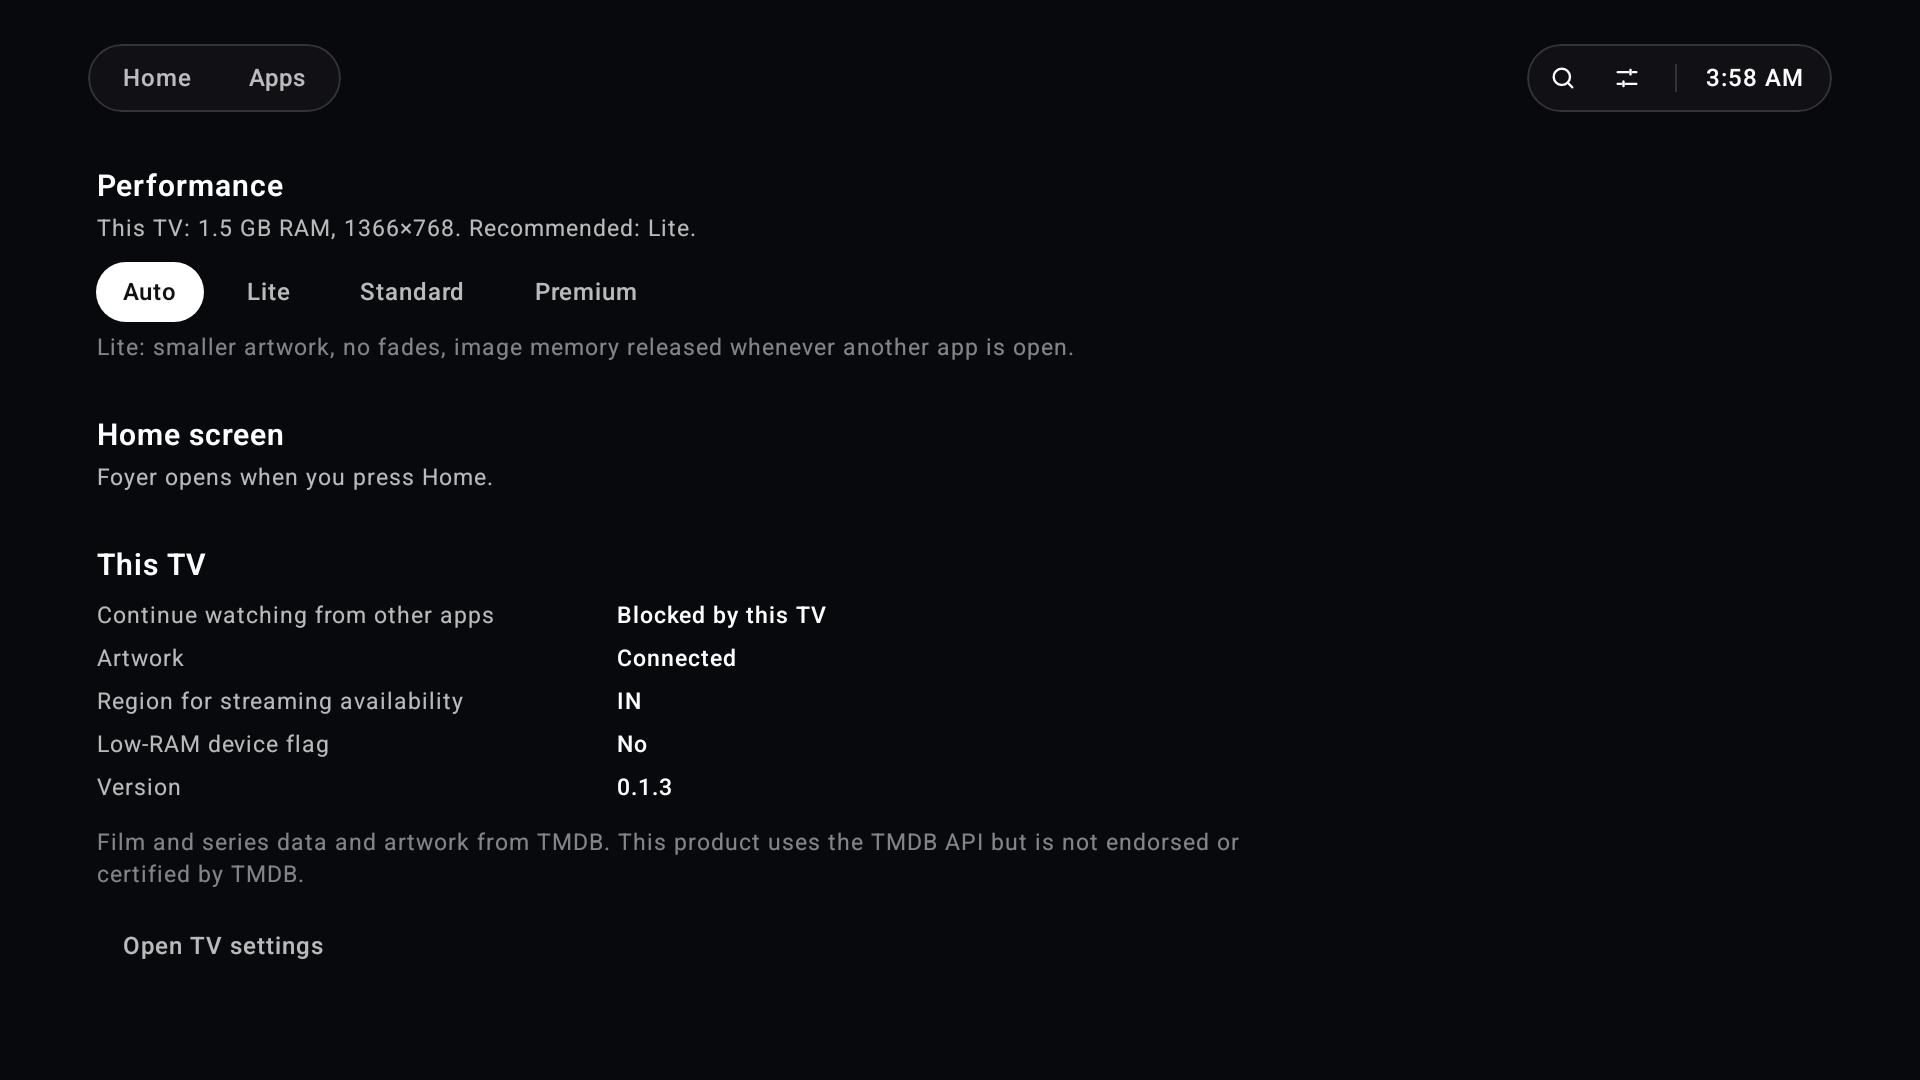 Home Apps 3:58 AM
Performance
This TV: 1.5 GB RAM, 1366×768. Recommended: Lite.
Auto Lite Standard Premium
Lite: smaller artwork, no fades, image memory released whenever another app is open.
Home screen
Foyer opens when you press Home.
This TV
Continue watching from other apps Blocked by this TV
Artwork Connected
Region for streaming availability IN
Low-RAM device flag No
Version 0.1.3
Film and series data and artwork from TMDB. This product uses the TMDB API but is not endorsed or
certified by TMDB.
Open TV settings